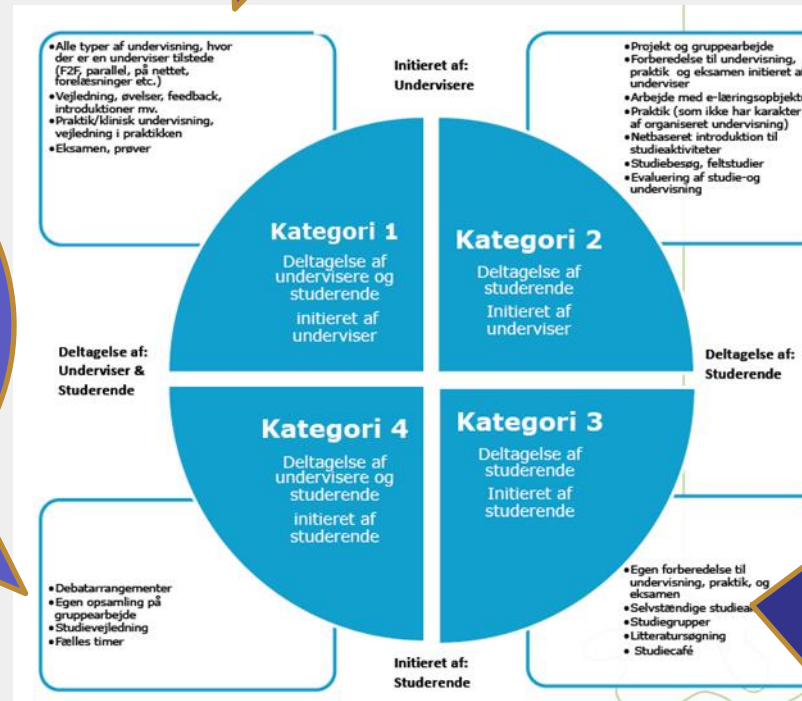 •Alle typer af undervisning, hvor
der er en underviser tilstede
(F2F, parallel, på nettet,
forelæsninger etc.)
•Vejledning, øvelser, feedback,
introduktioner mv.
•Praktik/klinisk undervisning,
vejledning i praktikken
•Eksamen, prøver
Initieret af:
Undervisere
•Projekt og gruppearbejde
•Forberedelse til undervisning,
praktik og eksamen initieret af
underviser
•Arbejde med e-læringsobjekte
•Praktik (som ikke har karakter
af organiseret undervisning)
•Netbaseret introduktion til
studieaktiviteter
•Studiebesøg, feltstudier
•Evaluering af studie-og
undervisning
Kategori 1
Deltagelse af
undervisere og
studerende
initieret af
underviser
Kategori 2
Deltagelse af
studerende
Initieret af
underviser
Deltagelse af:
Underviser &
Studerende
Deltagelse af:
Studerende
Kategori 4
Deltagelse af
undervisere og
studerende
initieret af
studerende
Kategori 3
Deltagelse af
studerende
Initieret af
studerende
•Debatarrangementer
•Egen opsamling på
gruppearbejde
•Studievejledning
•Fælles timer
Initieret af:
Studerende
•Egen forberedelse til
undervisning, praktik, og
eksamen
•Selvstændige
•Studiegrupper
•Litteratursøgning
• Studiecafé